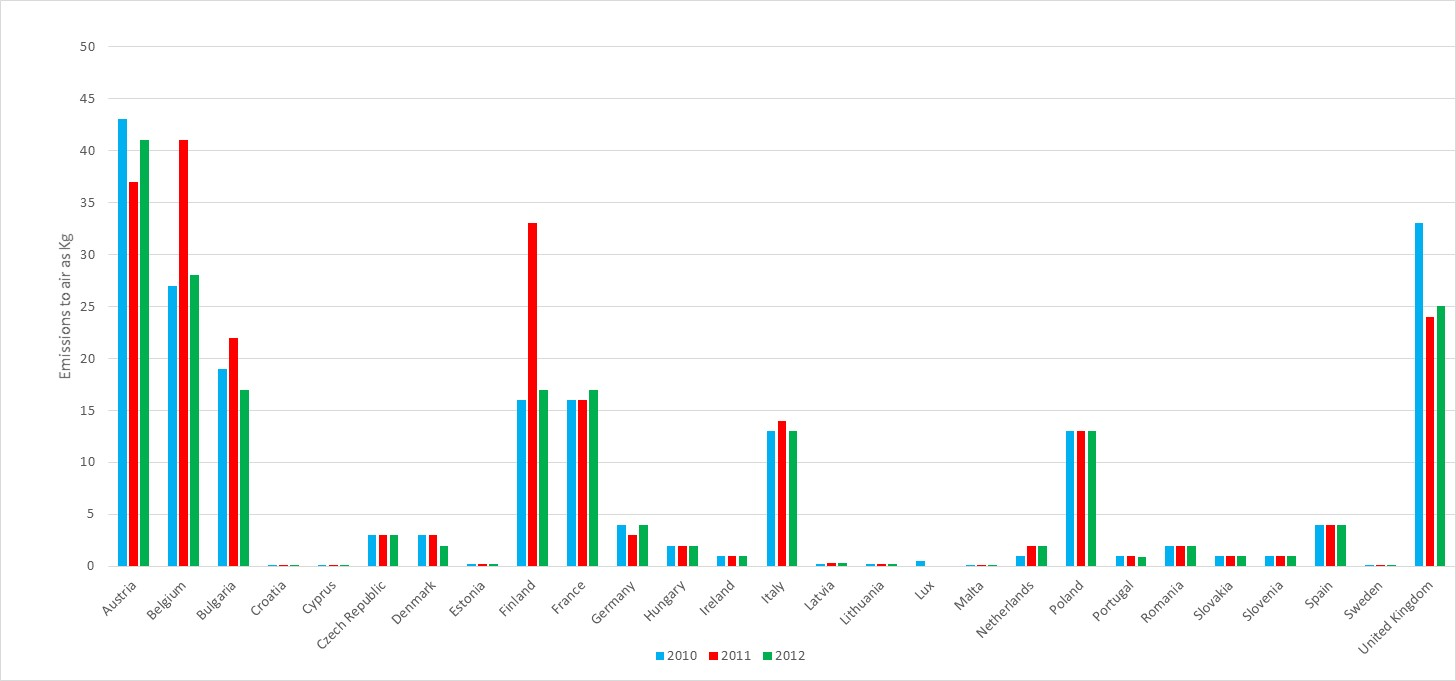 50
45
40
35
30
25
20
15
10
5
0
Emissions to air as Kg
Austria
Belgium
Bulgaria
Croatia
Cyprus
Czech Republic
Denmark
Estonia
Finland
France
Germany
Hungary
Ireland
Italy
Latvia
Lithuania
Lux
Malta
Netherlands
Poland
Portugal
Romania
Slovakia
Slovenia
Spain
Sweden
United Kingdom
2010 2011 2012